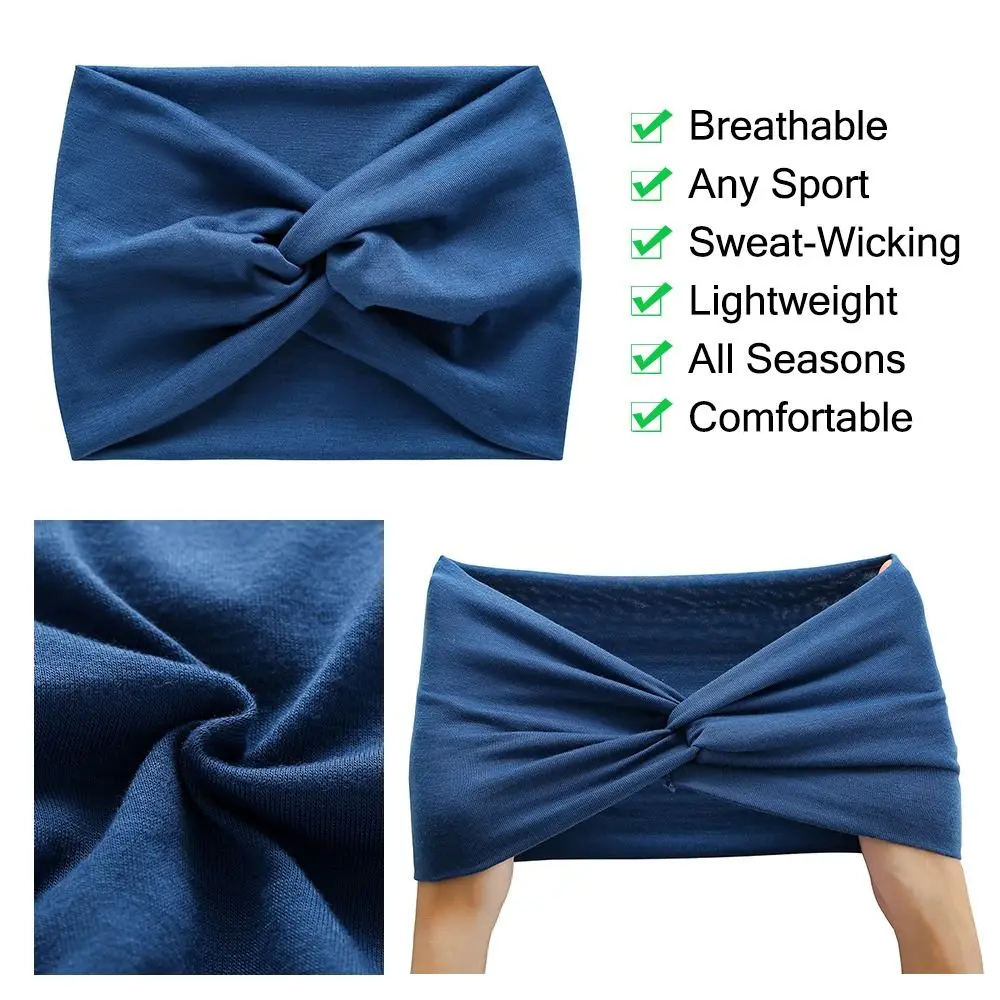 Breathable
Any Sport
Sweat-Wicking
Lightweight
All Seasons
Comfortable